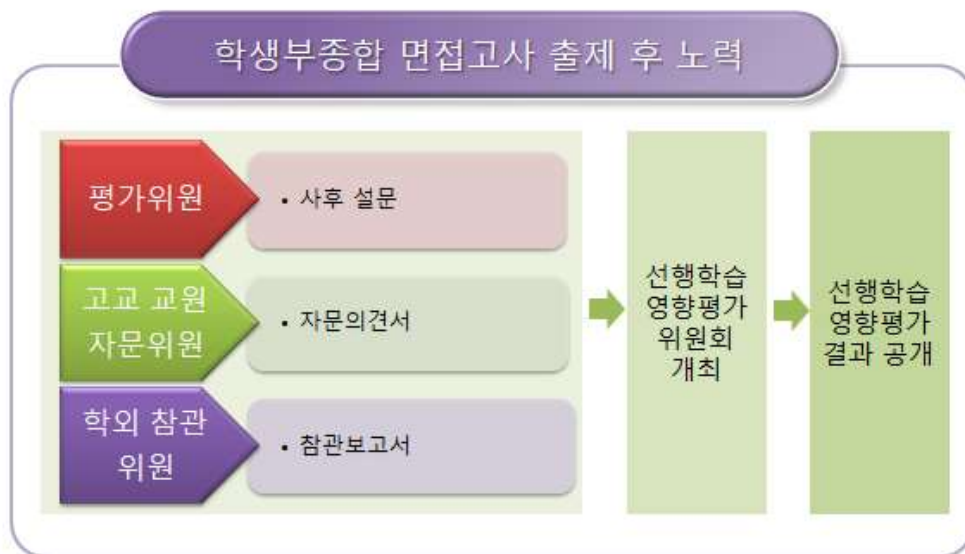 학생부종합 면접고사 출제 후 노력
평가위원
• 사후 설문
고교 교원
자문위원
• 자문의견서
학외 참관
위원
• 참관보고서
선행학습
영향평가
위원회
개최
선행학습
영향평가
결과 공개